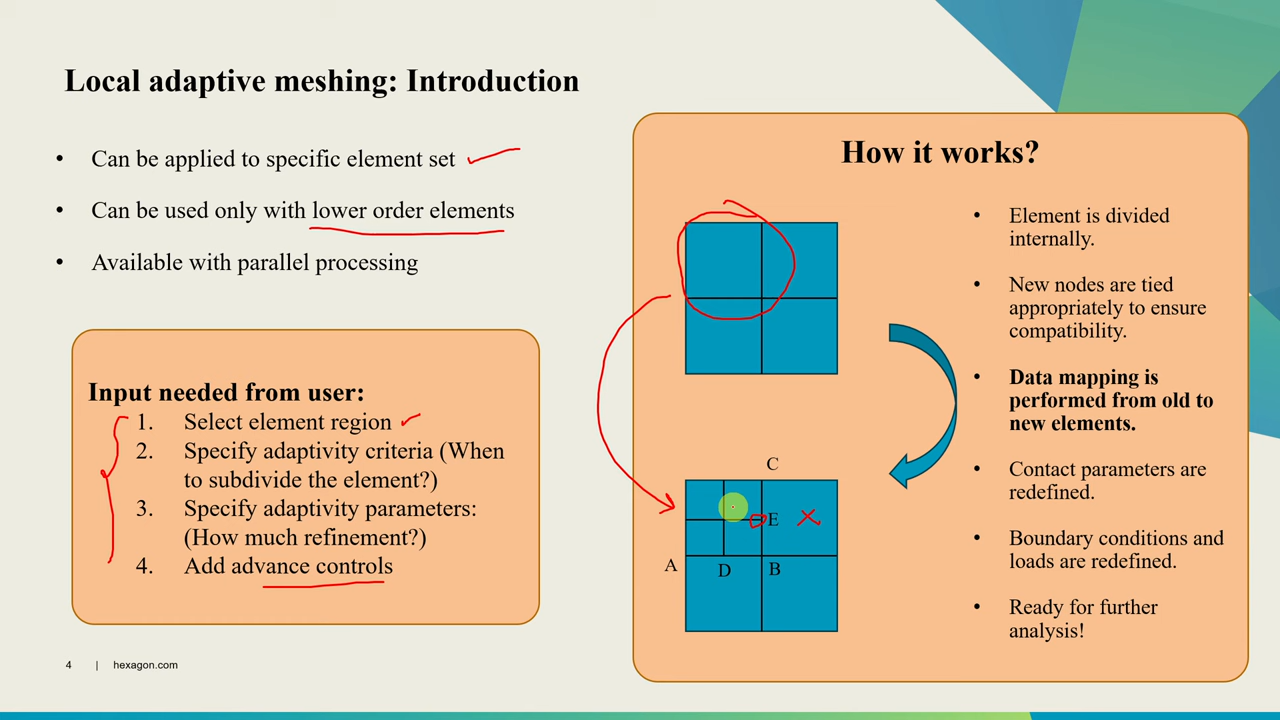 Local adaptive meshing: Introduction
• Can be applied to specific element set
• Can be used only with lower order elements
• Available with parallel processing
Input needed from user:
1. Select element region
2. Specify adaptivity criteria (When
to subdivide the element?)
3. Specify adaptivity parameters:
(How much refinement?)
4. Add advance controls
How it works?
C
E
A
D
B
• Element is divided
internally.
• New nodes are tied
appropriately to ensure
compatibility.
• Data mapping is
performed from old to
new elements.
• Contact parameters are
redefined.
• Boundary conditions and
loads are redefined.
• Ready for further
analysis!
4 | hexagon.com